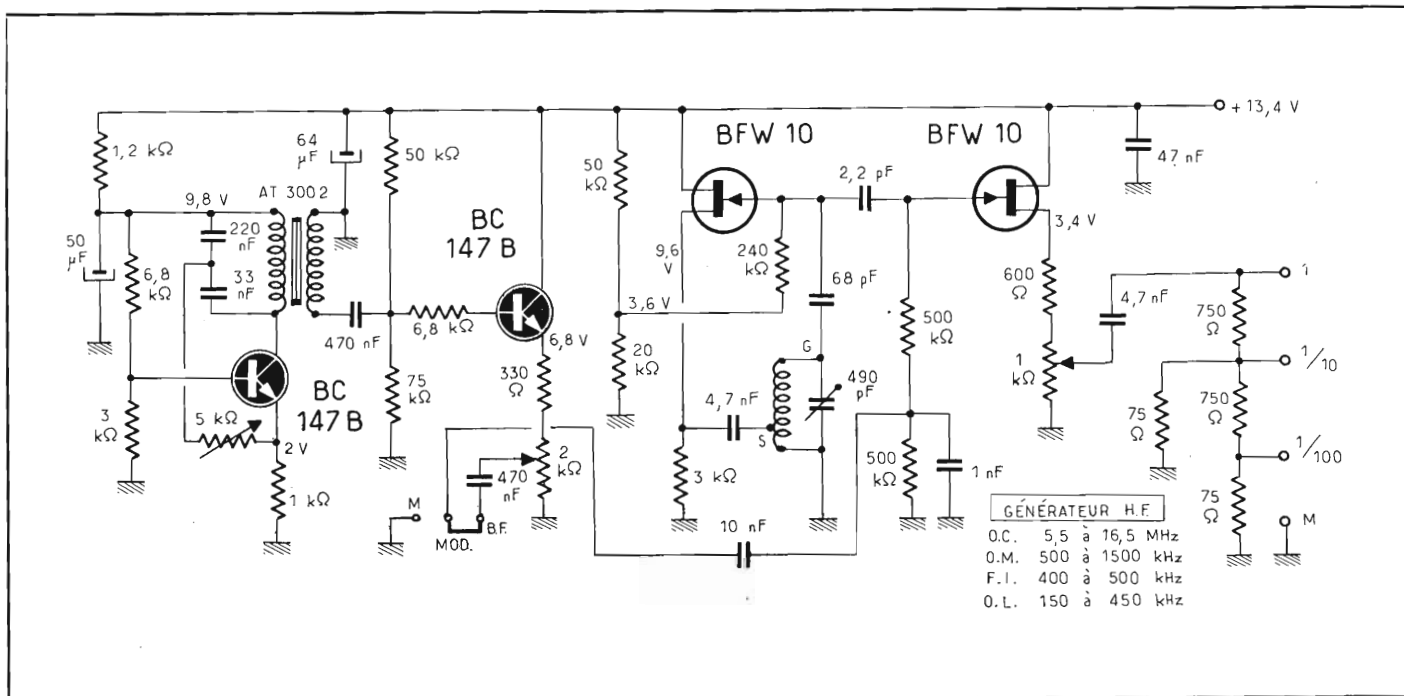 + 13,4 V
BFW 10
BFW 10
64
µF
50 kΩ
1,2 kΩ
50
kΩ
47 nF
2,2 pF
AT 3002
9,8 V
BC
147 B
3,4 V
220
nF
50
µF
6,8
kΩ
33
nF
9,6
V
240
kΩ
600
Ω
1
68 pF
4,7 nF
750
Ω
3,6 V
500
kΩ
6,8 kΩ
470 nF
6,8 V
20
kΩ
G
1
kΩ
1/10
BC
147 B
75
kΩ
330
Ω
490
pF
750
Ω
4,7 nF
75
Ω
3
kΩ
5 kΩ
2 V
S
2
kΩ
1/100
470
nF
3 kΩ
500
kΩ
1 nF
1 kΩ
75
Ω
M
B.F.
MOD.
10 nF
M
GÉNÉRATEUR H.F.
O.C. 5,5 à 16,5 MHz
O.M. 500 à 1500 kHz
F.I. 400 à 500 kHz
O.L. 150 à 450 kHz